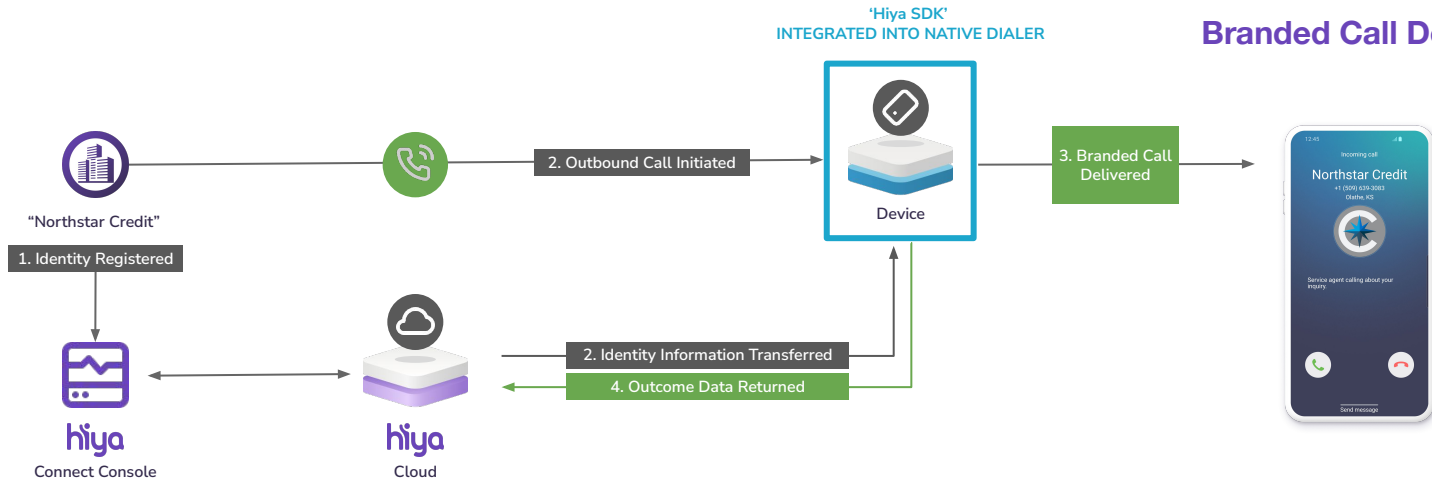 ‘Hiya SDK’
INTEGRATED INTO NATIVE DIALER
Branded Call De
2. Outbound Call Initiated
3. Branded Call
Delivered
Device
“Northstar Credit”
1. Identity Registered
2. Identity Information Transferred
4. Outcome Data Returned
hiya
Connect Console
hiya
Cloud
12:45
Incoming call
Northstar Credit
+1 (509) 639-3083
Olathe, KS
Service agent calling about your
inquiry
Send message